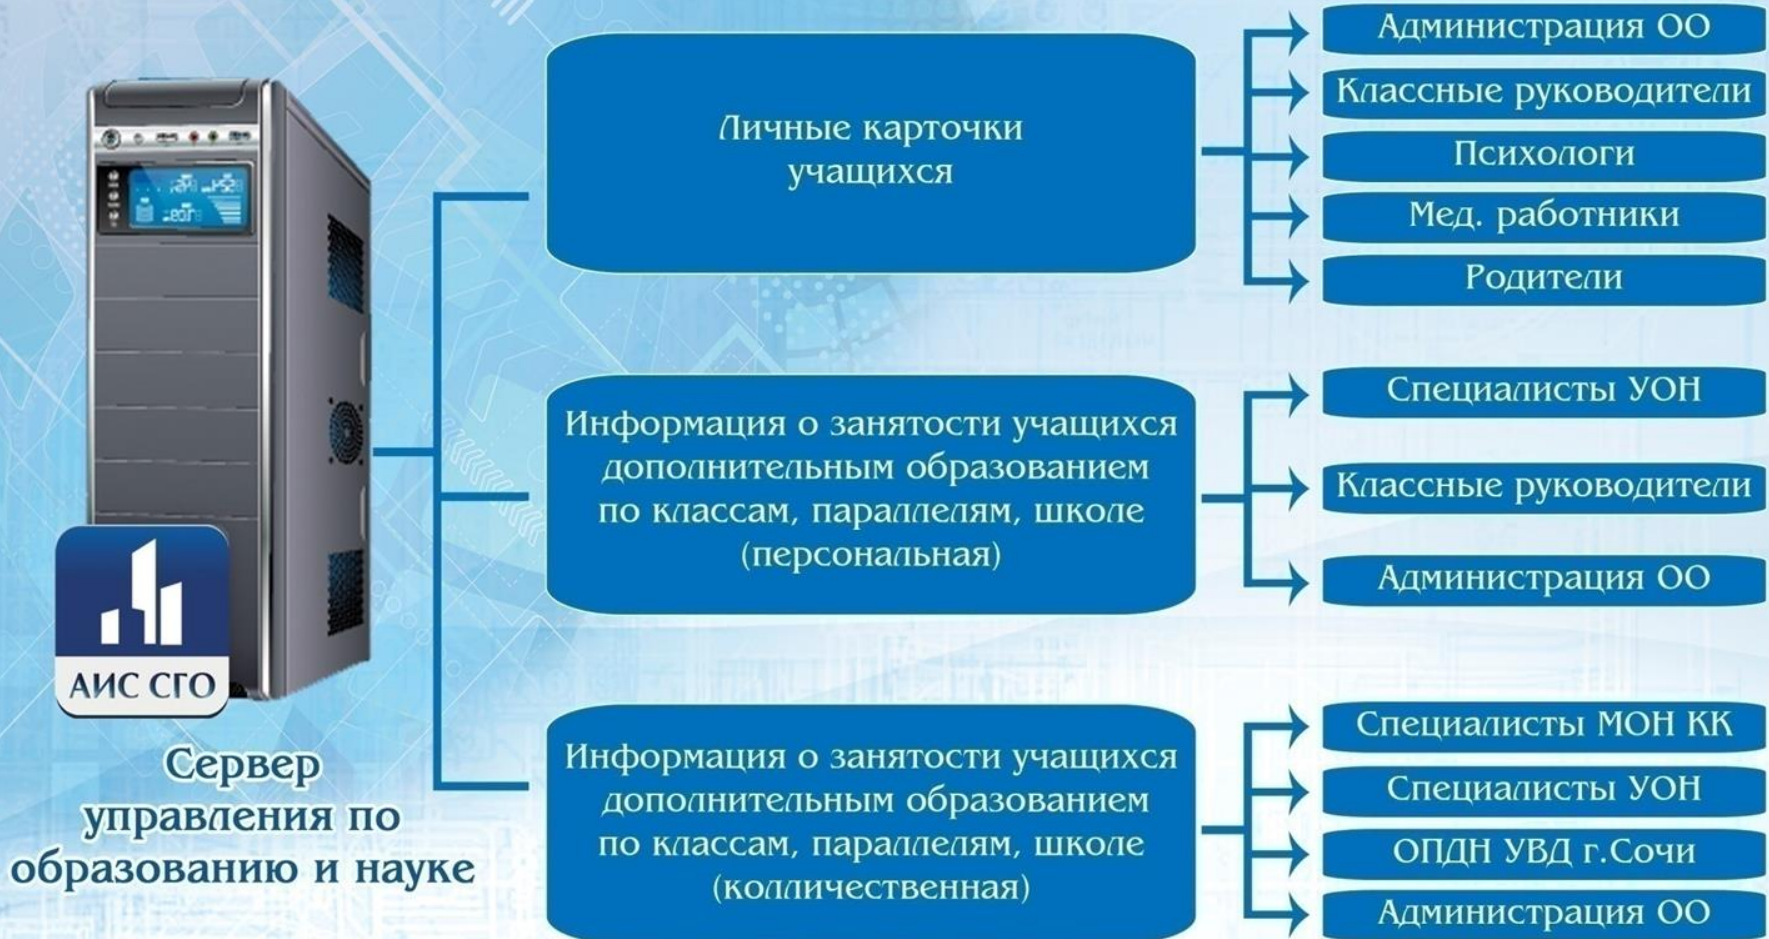 АИС СГО
Сервер
управления по
образованию и науке
Личные карточки
учащихся
Администрация ОО
Классные руководители
Психологи
Мед. работники
Родители
Информация о занятости учащихся
дополнительным образованием
по классам, параллелям, школе
(персональная)
Специалисты УОН
Классные руководители
Администрация ОО
Информация о занятости учащихся
дополнительным образованием
по классам, параллелям, школе
(колличественная)
Специалисты МОН КК
Специалисты УОН
ОПДН УВД г.Сочи
Администрация ОО